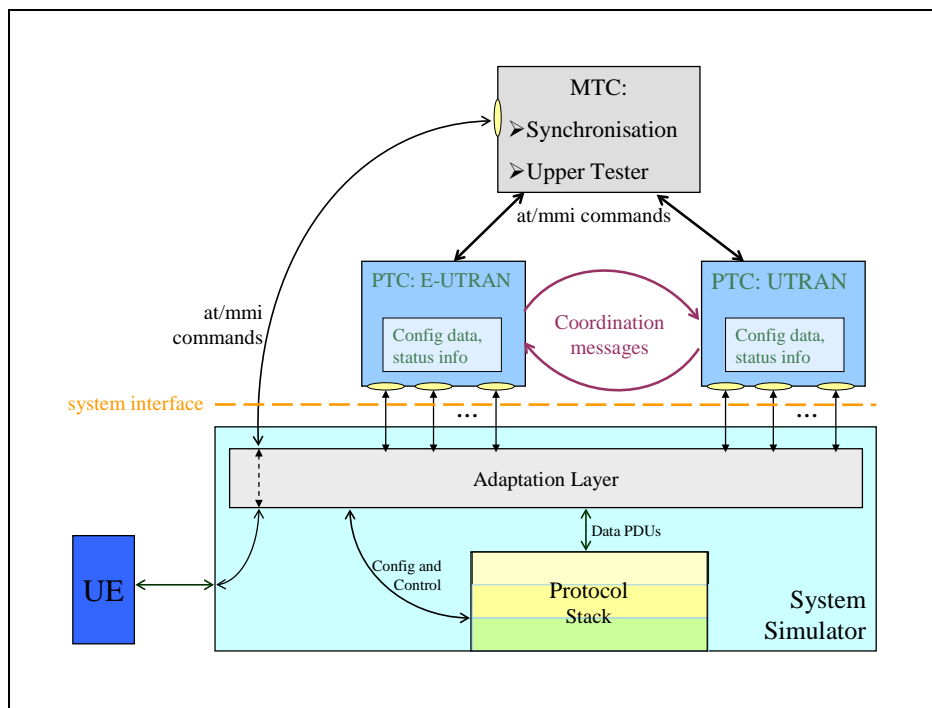 MTC:
➢Synchronisation
➢Upper Tester
at/mmi commands
PTC: E-UTRAN
PTC: UTRAN
at/mmi
commands
Config data,
status info
Coordination
messages
Config data,
status info
system interface
...
...
Adaptation Layer
Data PDUs
Config and
Control
UE
Protocol
Stack
System
Simulator